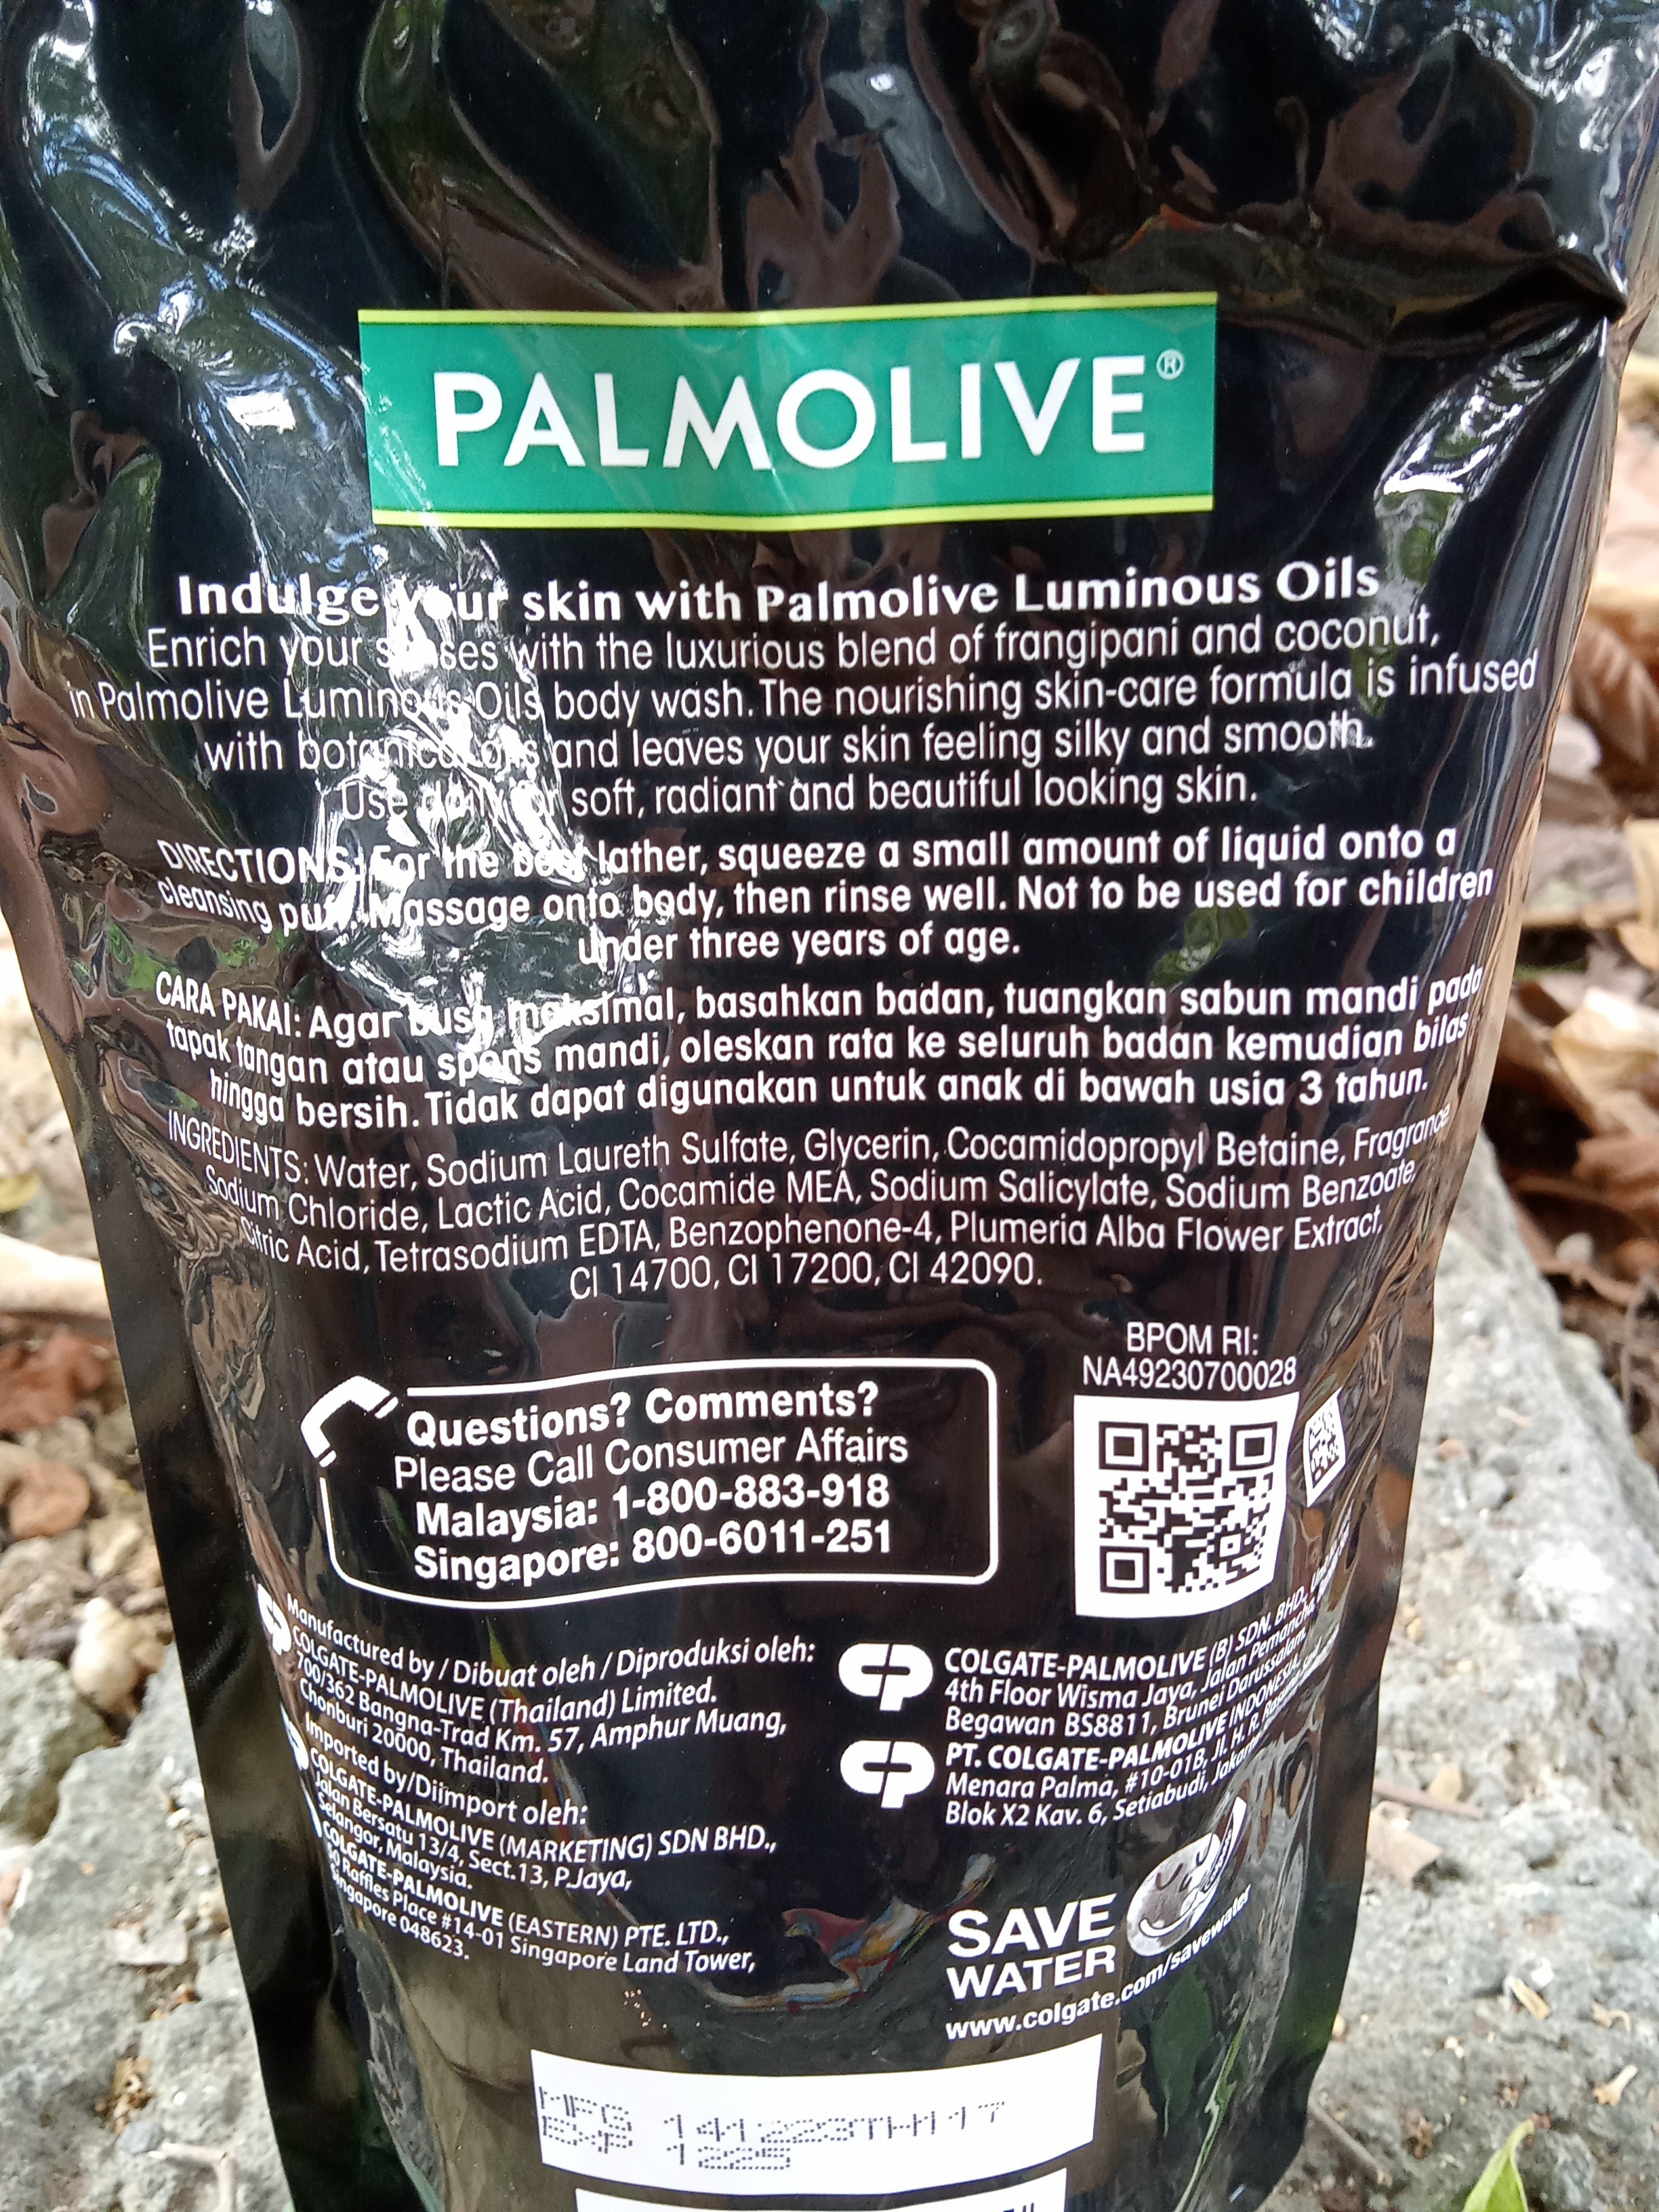 PALMOLIVE®
Indulge your skin with Palmolive Luminous Oils
Enrich your senses with the luxurious blend of frangipani and coconut,
in Palmolive Luminous Oils body wash. The nourishing skin-care formula is infused
with botanical oils and leaves your skin feeling silky and smooth.
Use daily for soft, radiant and beautiful looking skin.
DIRECTIONS: For the best lather, squeeze a small amount of liquid onto a
cleansing puff. Massage onto body, then rinse well. Not to be used for children
under three years of age.
CARA PAKAI: Agar busa maksimal, basahkan badan, tuangkan sabun mandi pada
tapak tangan atau spons mandi, oleskan rata ke seluruh badan kemudian bilas
hingga bersih. Tidak dapat digunakan untuk anak di bawah usia 3 tahun.
INGREDIENTS: Water, Sodium Laureth Sulfate, Glycerin, Cocamidopropyl Betaine, Fragrance
Sodium Chloride, Lactic Acid, Cocamide MEA, Sodium Salicylate, Sodium Benzoate,
Citric Acid, Tetrasodium EDTA, Benzophenone-4, Plumeria Alba Flower Extract,
CI 14700, CI 17200, CI 42090.
BPOM RI:
NA49230700028
Questions? Comments?
Please Call Consumer Affairs
Malaysia: 1-800-883-918
Singapore: 800-6011-251
Manufactured by / Dibuat oleh / Diproduksi oleh:
COLGATE-PALMOLIVE (Thailand) Limited.
700/362 Bangna-Trad Km. 57, Amphur Muang,
Chonburi 20000, Thailand.
Imported by/Diimport oleh:
COLGATE-PALMOLIVE (MARKETING) SDN BHD.,
Jalan Bersatu 13/4, Sect.13, P.Jaya,
Selangor, Malaysia.
COLGATE-PALMOLIVE (EASTERN) PTE. LTD.,
50 Raffles Place #14-01 Singapore Land Tower,
Singapore 048623.
COLGATE-PALMOLIVE (B) SDN. BHD.
4th Floor Wisma Jaya, Jalan Pemancha,
Begawan BS8811, Brunei Darussalam.
PT. COLGATE-PALMOLIVE INDONESIA,
Menara Palma, #10-01B, Jl. H. R.
Blok X2 Kav. 6, Setiabudi,
SAVE
WATER
www.colgate.com/savewater
MFG 141223TH17
EXP 1225